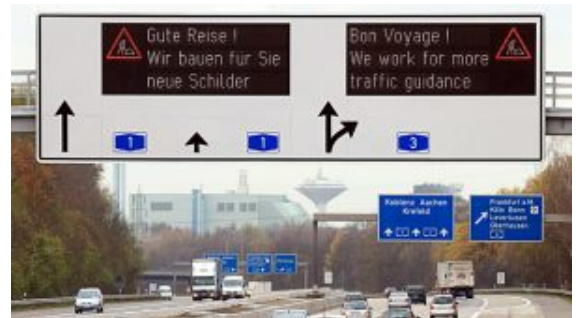 Gute Reise !
Wir bauen für Sie
neue Schilder
Bon Voyage !
We work for more
traffic guidance
1
1
3
Koblenz Aachen
Krefeld
Frankfurt a.M.
Köln Bonn
Leverkusen
Oberhausen